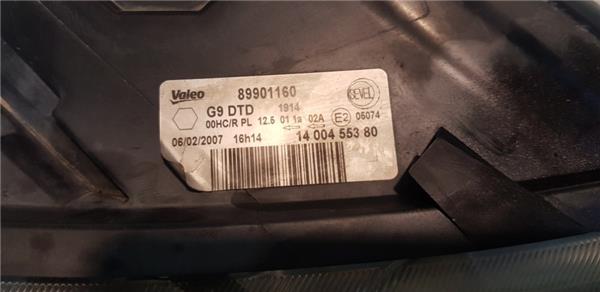 Valeo 89901160
G9 DTD 1914 SEVEL
00HC/R PL 12.5 01 1a 02A E2 05074
06/02/2007 16h14 14 004 553 80